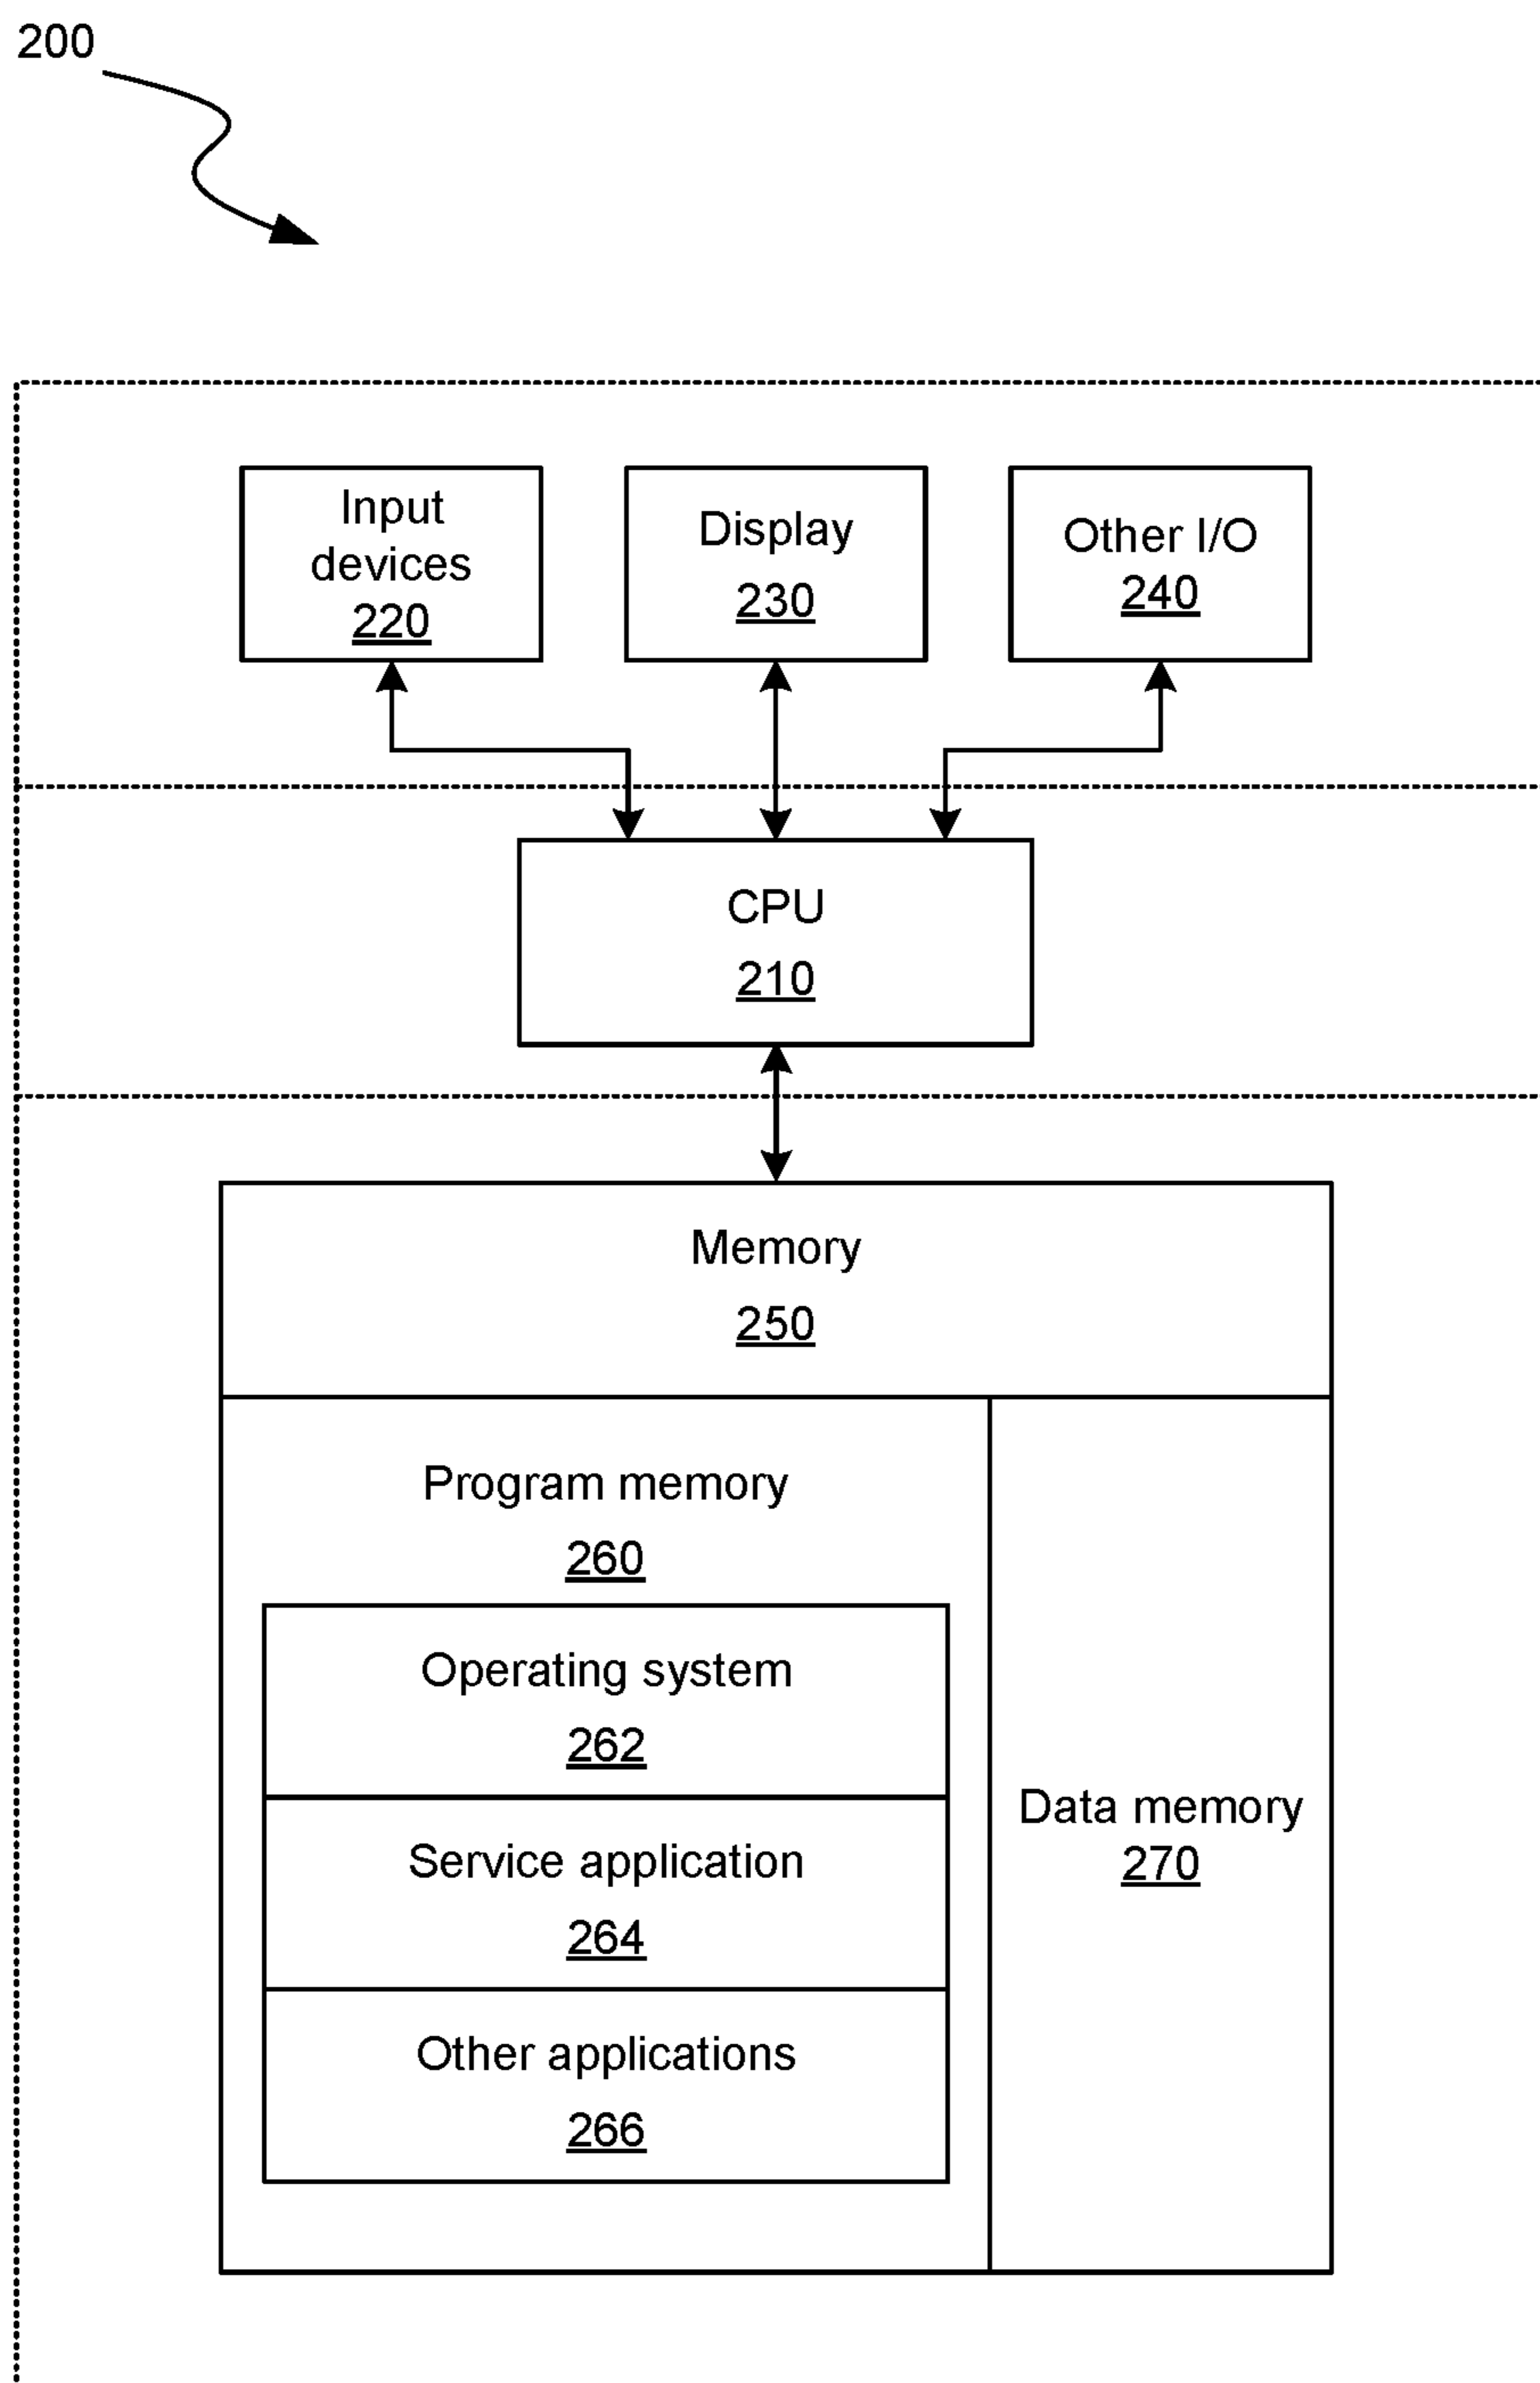 200
Input
devices
220
Display
230
Other I/O
240
CPU
210
Memory
250
Program memory
260
Operating system
262
Service application
264
Other applications
266
Data memory
270